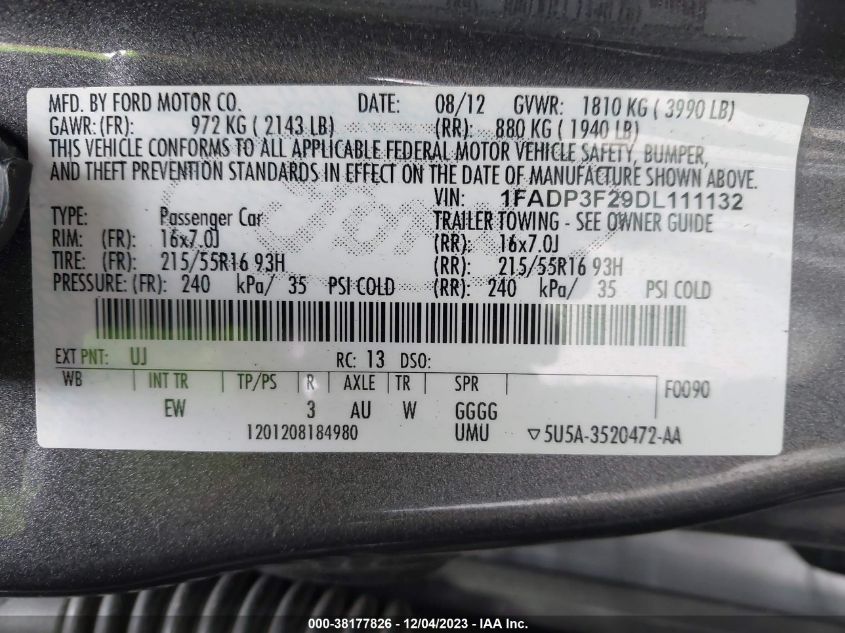 MFD. BY FORD MOTOR CO. DATE: 08/12 GVWR: 1810 KG ( 3990 LB)
GAWR: (FR): 972 KG ( 2143 LB) (RR): 880 KG ( 1940 LB)
THIS VEHICLE CONFORMS TO ALL APPLICABLE FEDERAL MOTOR VEHICLE SAFETY, BUMPER,
AND THEFT PREVENTION STANDARDS IN EFFECT ON THE DATE OF MANUFACTURE SHOWN ABOVE.
VIN: 1FADP3F29DL111132
TYPE: Passenger Car TRAILER TOWING - SEE OWNER GUIDE
RIM: (FR): 16x7.0J (RR): 16x7.0J
TIRE: (FR): 215/55R16 93H (RR): 215/55R16 93H
PRESSURE: (FR): 240 kPa/ 35 PSI COLD (RR): 240 kPa/ 35 PSI COLD
EXT PNT: UJ RC: 13 DSO:
WB INT TR TP/PS R AXLE TR SPR F0090
EW 3 AU W GGGG
1201208184980 UMU ▽5U5A-3520472-AA
000-38177826 - 12/04/2023 - IAA Inc.